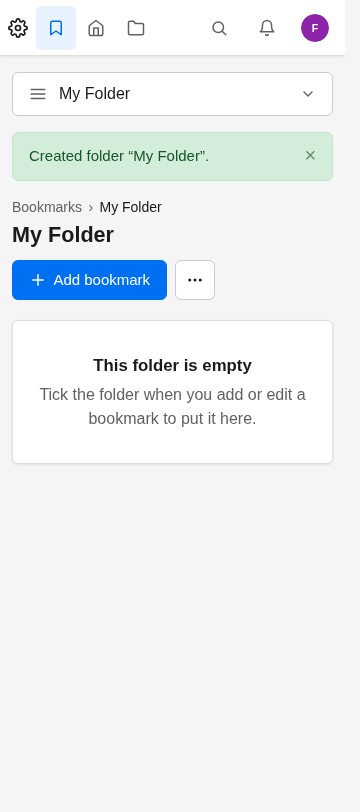 F
My Folder
Created folder “My Folder”.
Bookmarks › My Folder
My Folder
Add bookmark
This folder is empty
Tick the folder when you add or edit a
bookmark to put it here.